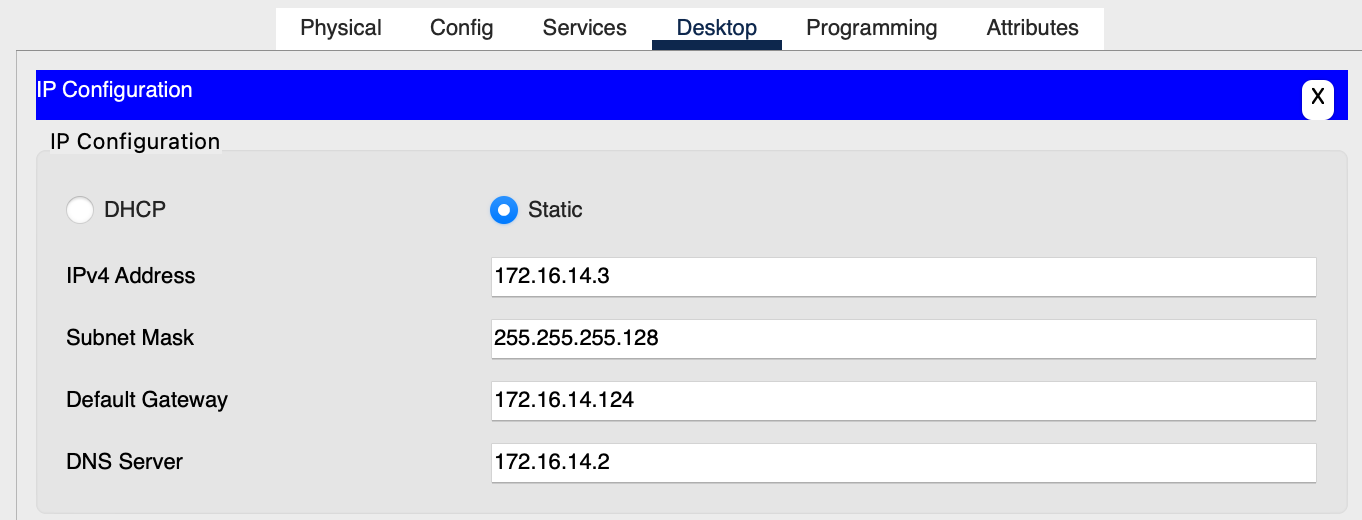 Physical Config Services Desktop Programming Attributes
IP Configuration X
IP Configuration
DHCP Static
IPv4 Address 172.16.14.3
Subnet Mask 255.255.255.128
Default Gateway 172.16.14.124
DNS Server 172.16.14.2